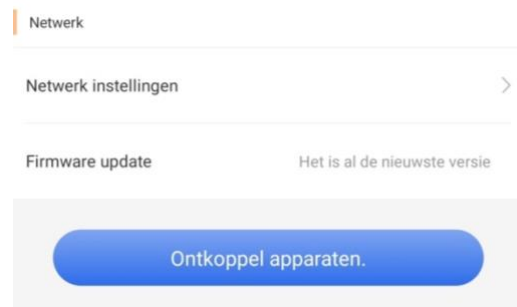 Netwerk
Netwerk instellingen
Firmware update Het is al de nieuwste versie
Ontkoppel apparaten.